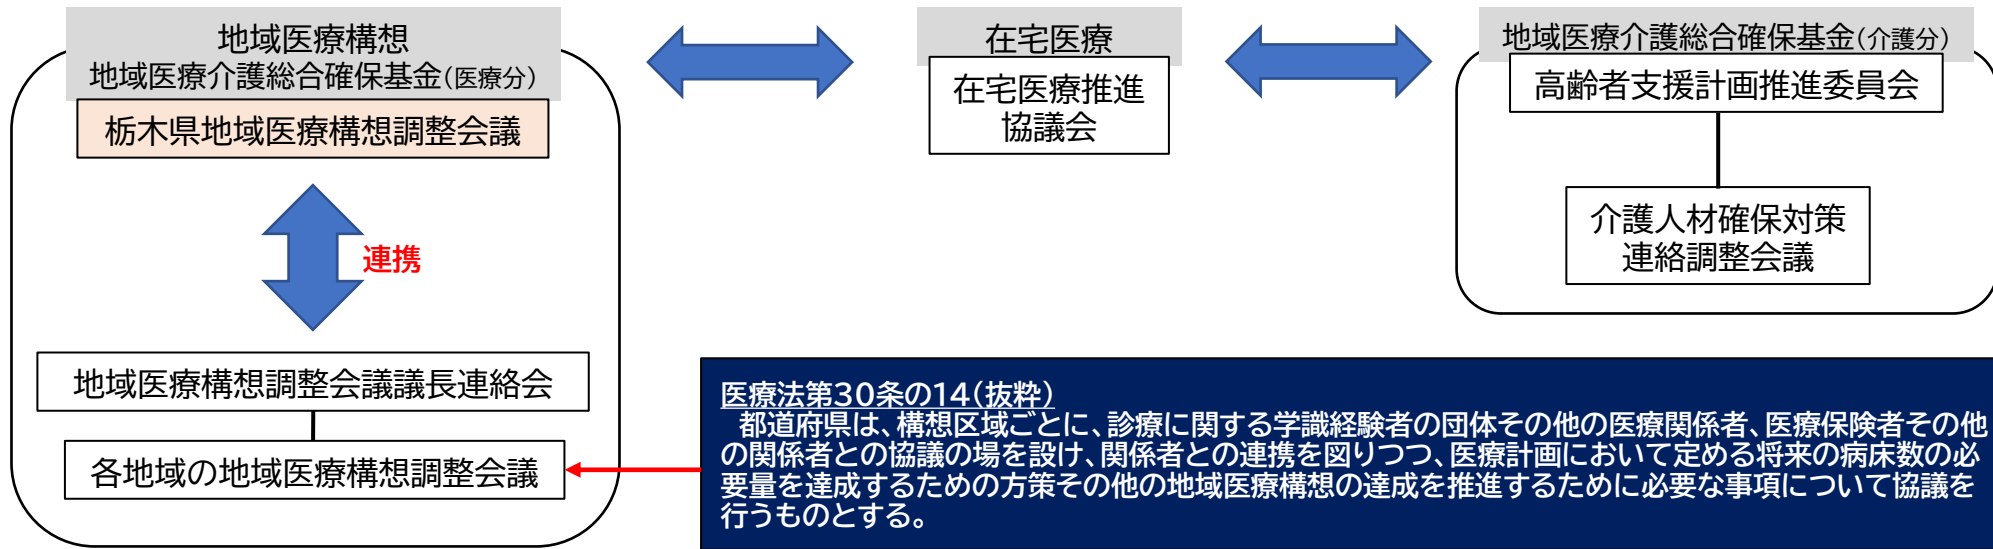 地域医療構想
地域医療介護総合確保基金(医療分)
栃木県地域医療構想調整会議
連携
地域医療構想調整会議議長連絡会
各地域の地域医療構想調整会議
在宅医療
在宅医療推進
協議会
地域医療介護総合確保基金(介護分)
高齢者支援計画推進委員会
介護人材確保対策
連絡調整会議
医療法第30条の14(抜粋)
都道府県は、構想区域ごとに、診療に関する学識経験者の団体その他の医療関係者、医療保険者その他
の関係者との協議の場を設け、関係者との連携を図りつつ、医療計画において定める将来の病床数の必
要量を達成するための方策その他の地域医療構想の達成を推進するために必要な事項について協議を
行うものとする。